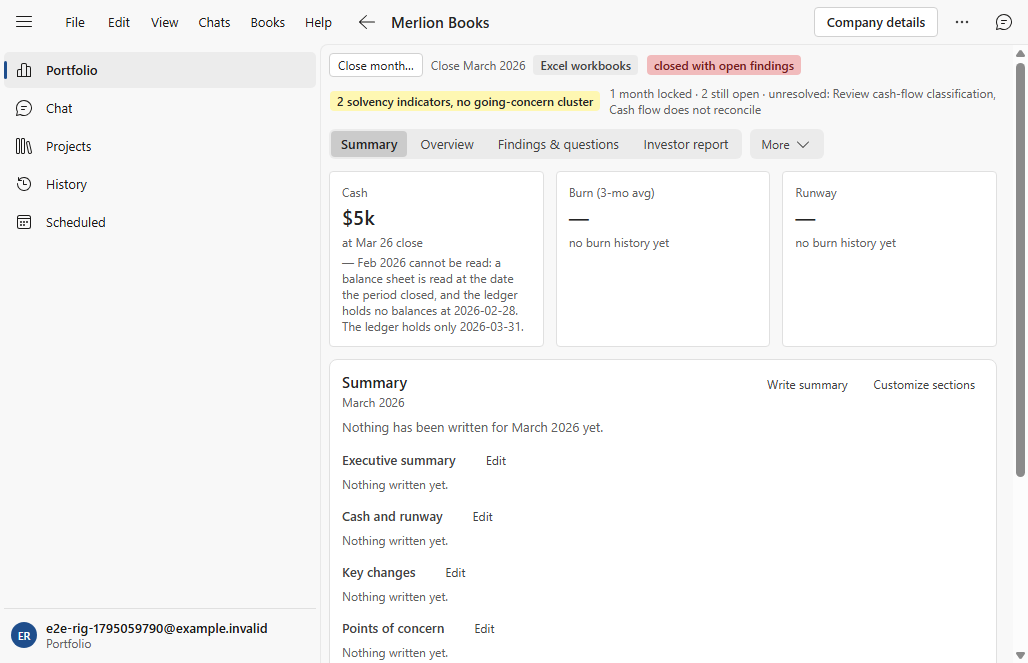 File Edit View Chats Books Help Merlion Books Company details ...
Portfolio
Chat
Projects
History
Scheduled
ER
e2e-rig-1795059790@example.invalid
Portfolio
Close month... Close March 2026 Excel workbooks closed with open findings
2 solvency indicators, no going-concern cluster
1 month locked · 2 still open · unresolved: Review cash-flow classification,
Cash flow does not reconcile
Summary Overview Findings & questions Investor report More
Cash
$5k
at Mar 26 close
— Feb 2026 cannot be read: a
balance sheet is read at the date
the period closed, and the ledger
holds no balances at 2026-02-28.
The ledger holds only 2026-03-31.
Burn (3-mo avg)
—
no burn history yet
Runway
—
no burn history yet
Summary Write summary Customize sections
March 2026
Nothing has been written for March 2026 yet.
Executive summary Edit
Nothing written yet.
Cash and runway Edit
Nothing written yet.
Key changes Edit
Nothing written yet.
Points of concern Edit
Nothing written yet.